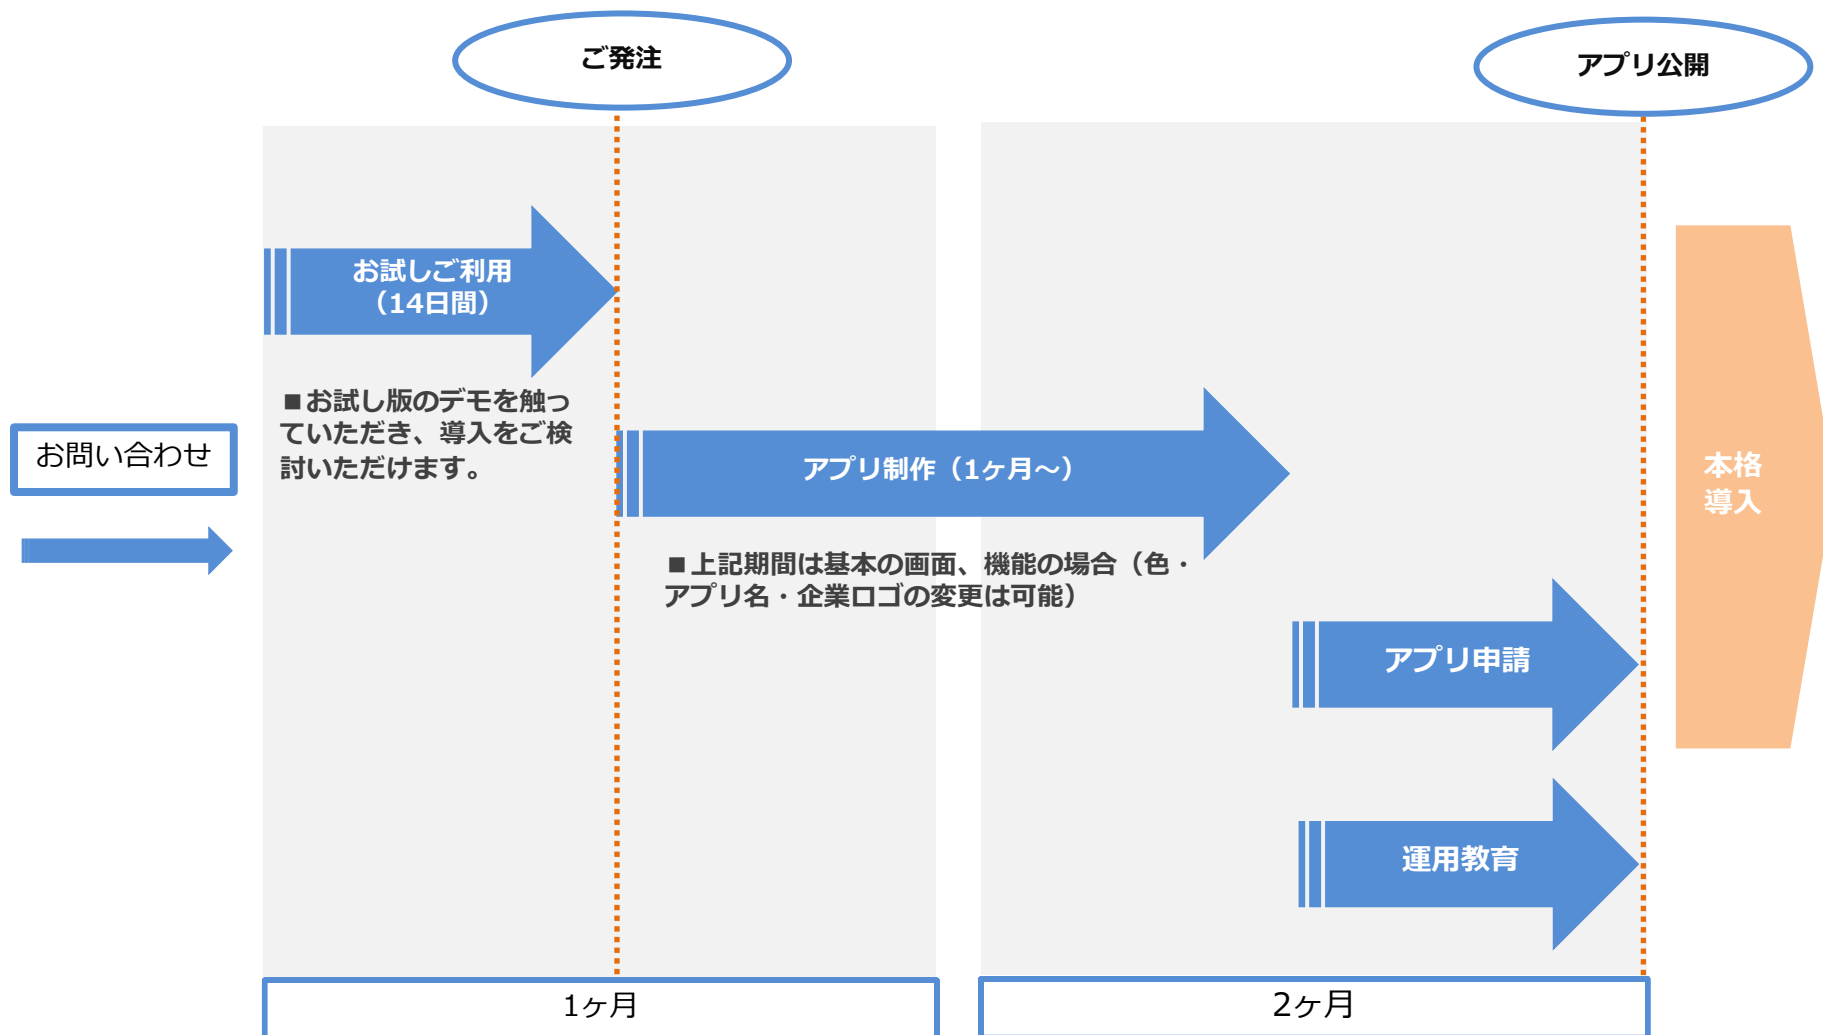 ご発注
アプリ公開
お試しご利用
（14日間）
■お試し版のデモを触っ
ていただき、導入をご検
討いただけます。
お問い合わせ
アプリ制作（1ヶ月～）
本格
導入
■上記期間は基本の画面、機能の場合（色・
アプリ名・企業ロゴの変更は可能）
アプリ申請
運用教育
1ヶ月
2ヶ月